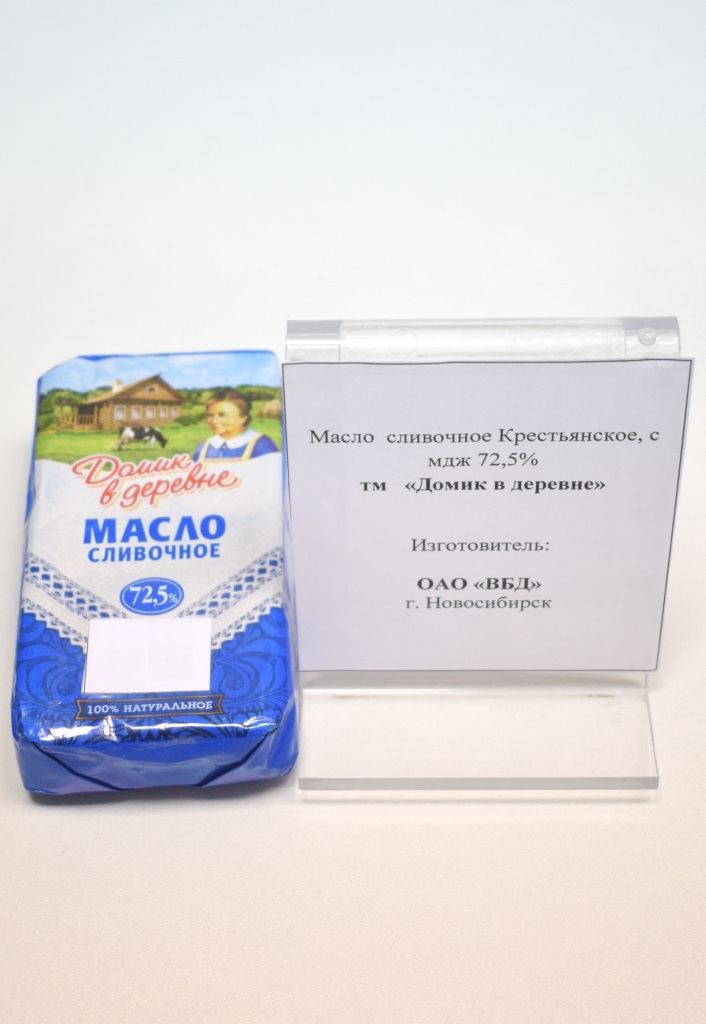 Домик
в деревне
МАСЛО
СЛИВОЧНОЕ
72,5%
100% НАТУРАЛЬНОЕ
Масло сливочное Крестьянское, с
мдж 72,5%
тм «Домик в деревне»
Изготовитель:
ОАО «ВБД»
г. Новосибирск